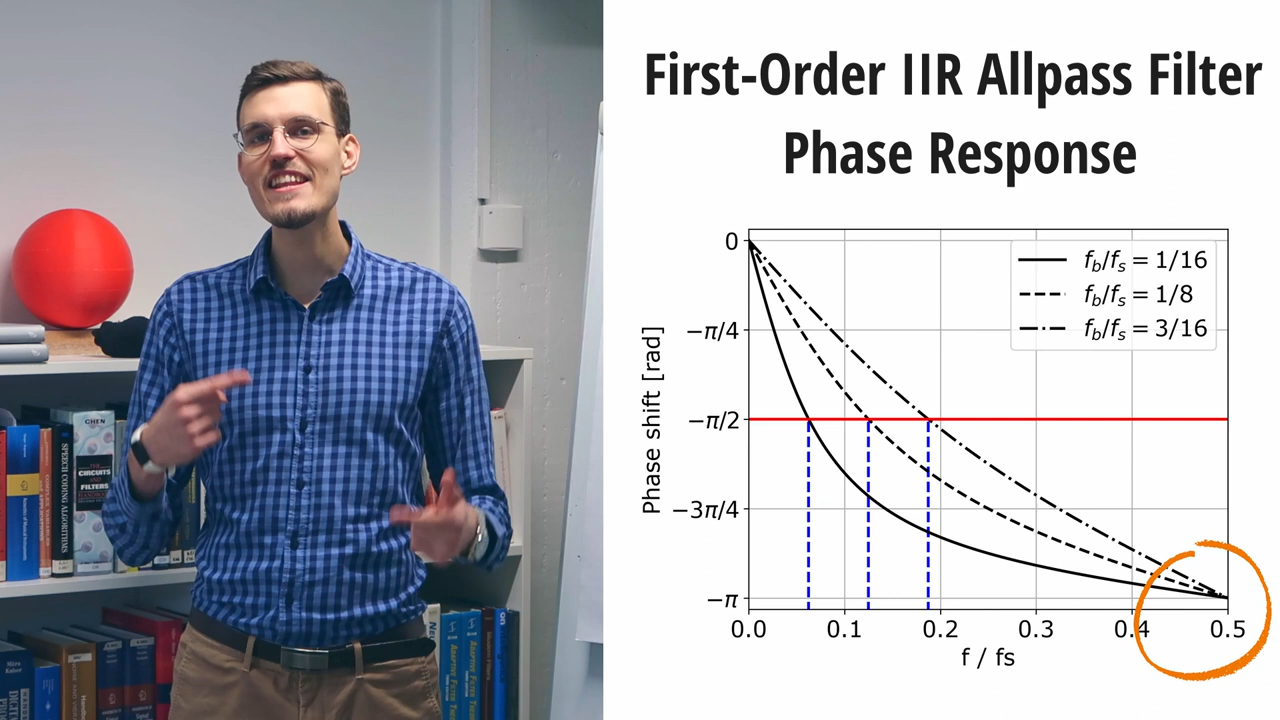 First-Order IIR Allpass Filter
Phase Response
0
−π/4
−π/2
−3π/4
−π
Phase shift [rad]
f_b/f_s = 1/16
f_b/f_s = 1/8
f_b/f_s = 3/16
0.0 0.1 0.2 0.3 0.4 0.5
f / fs
CHEN
CIRCUITS
FILTERS
SPEECH CODING ALGORITHMS
ADAPTIVE FILTER